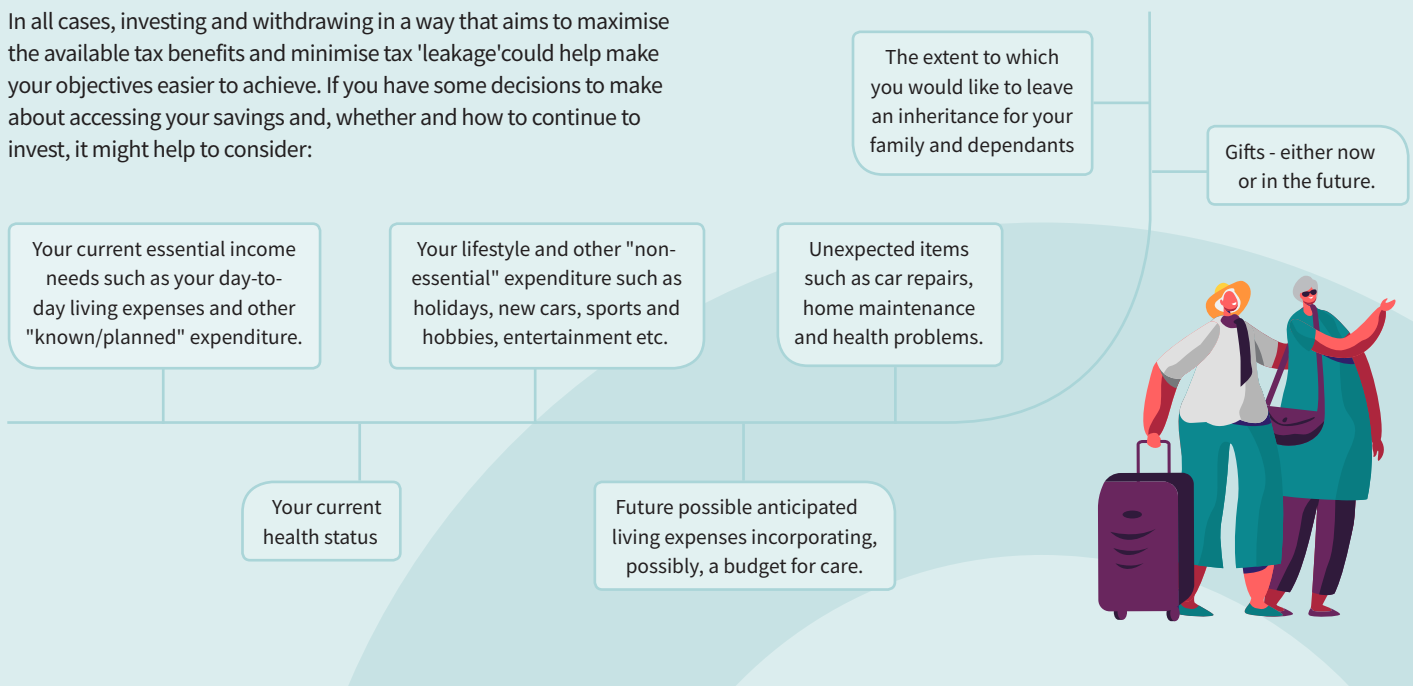 In all cases, investing and withdrawing in a way that aims to maximise
the available tax benefits and minimise tax 'leakage'could help make
your objectives easier to achieve. If you have some decisions to make
about accessing your savings and, whether and how to continue to
invest, it might help to consider:
Your current essential income
needs such as your day-to-
day living expenses and other
"known/planned" expenditure.
Your current
health status
Your lifestyle and other "non-
essential" expenditure such as
holidays, new cars, sports and
hobbies, entertainment etc.
Future possible anticipated
living expenses incorporating,
possibly, a budget for care.
Unexpected items
such as car repairs,
home maintenance
and health problems.
Gifts - either now
or in the future.
The extent to which
you would like to leave
an inheritance for your
family and dependants